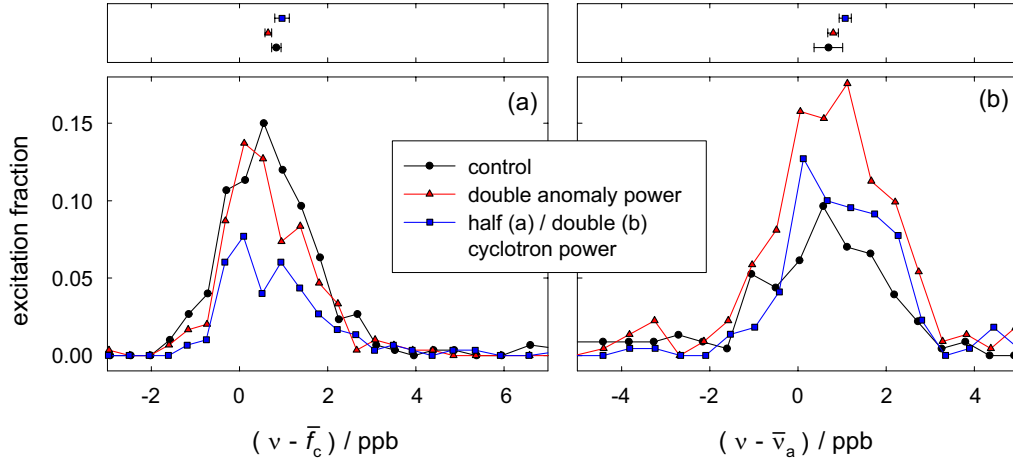 (a)
(b)
0.15
0.10
0.05
0.00
excitation fraction
control
double anomaly power
half (a) / double (b)
cyclotron power
-2 0 2 4 6
-4 -2 0 2 4
( ν - f̅c ) / ppb
( ν - ν̅a ) / ppb